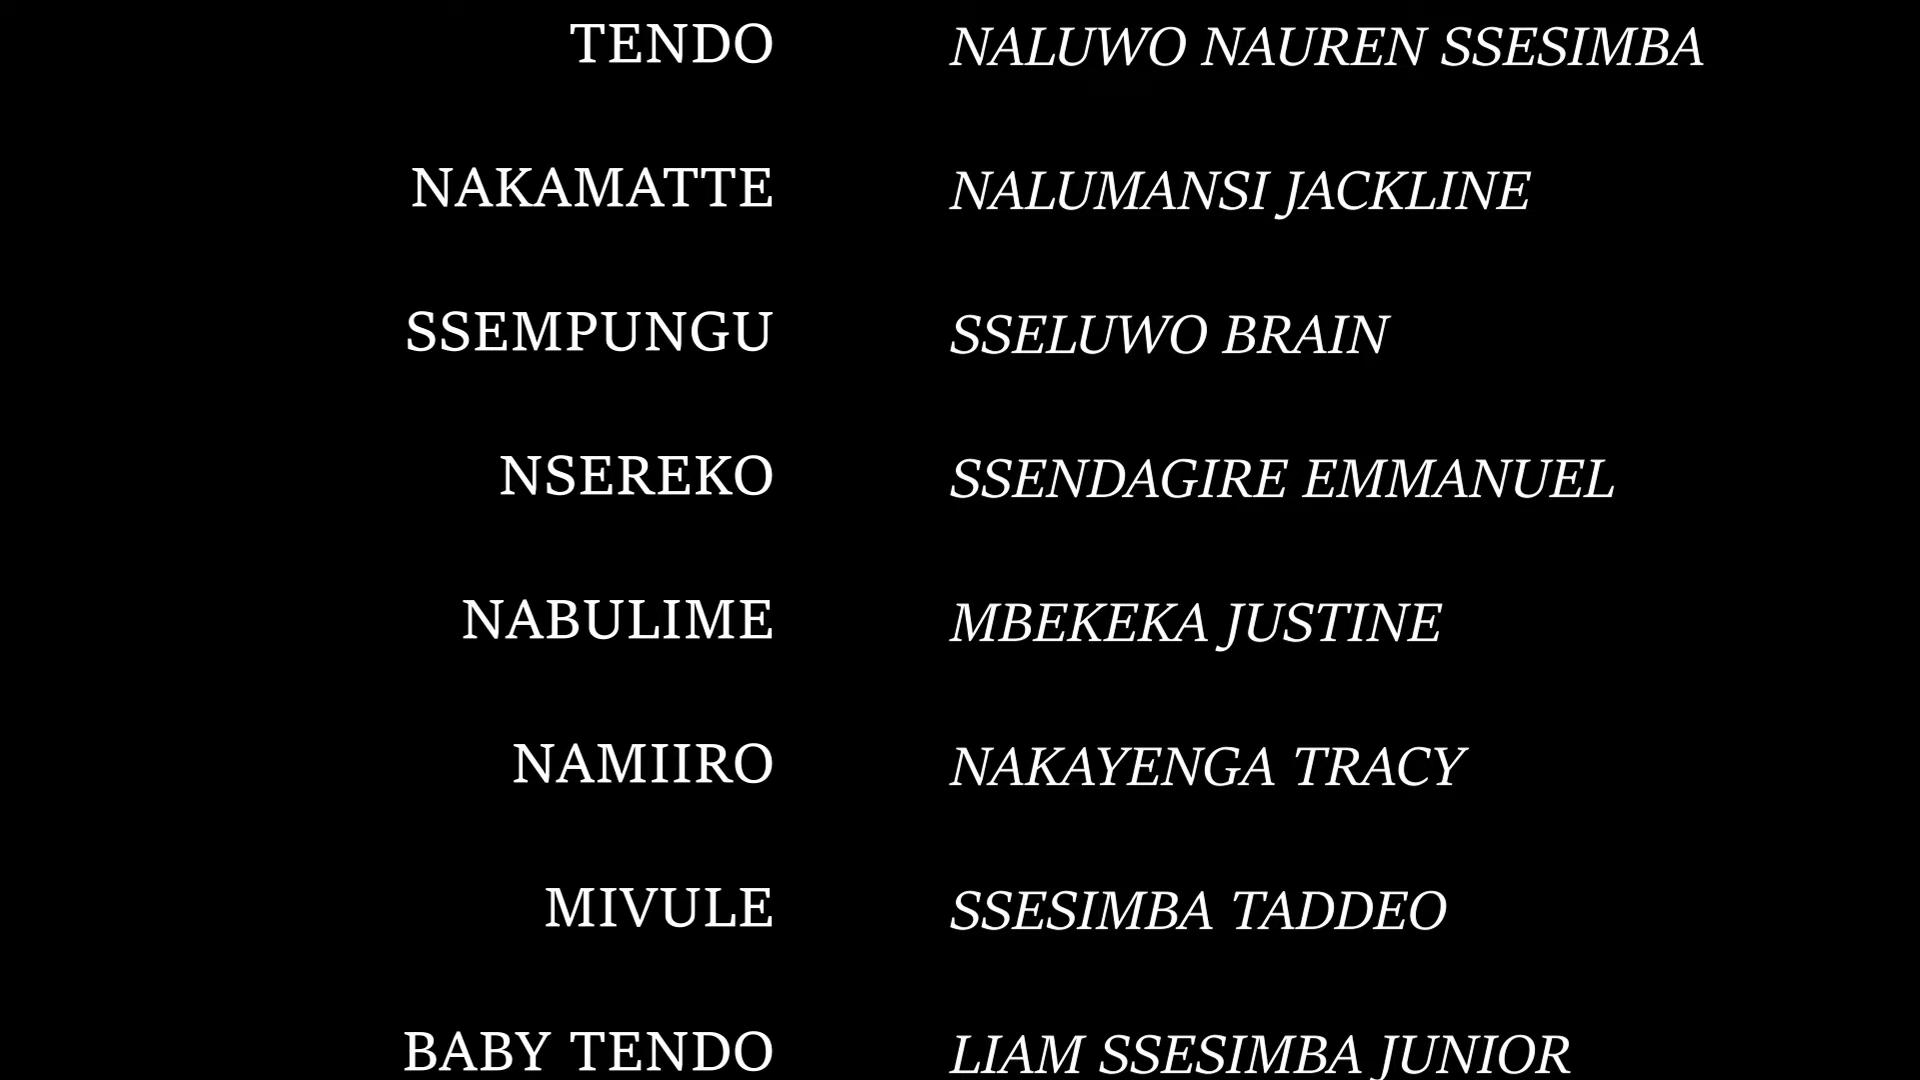 TENDO NALUWO NAUREN SSESIMBA
NAKAMATTE NALUMANSI JACKLINE
SSEMPUNGU SSELUWO BRAIN
NSEREKO SSENDAGIRE EMMANUEL
NABULIME MBEKEKA JUSTINE
NAMIIRO NAKAYENGA TRACY
MIVULE SSESIMBA TADDEO
BABY TENDO LIAM SSESIMBA JUNIOR